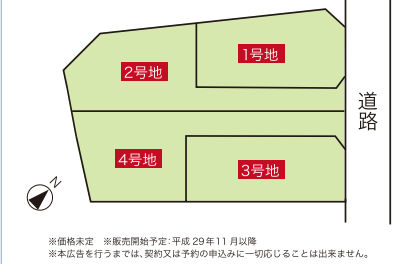 1号地
2号地
道路
4号地
3号地
N
※価格未定　※販売開始予定：平成29年11月以降
※本広告を行うまでは、契約又は予約の申込みに一切応じることは出来ません。